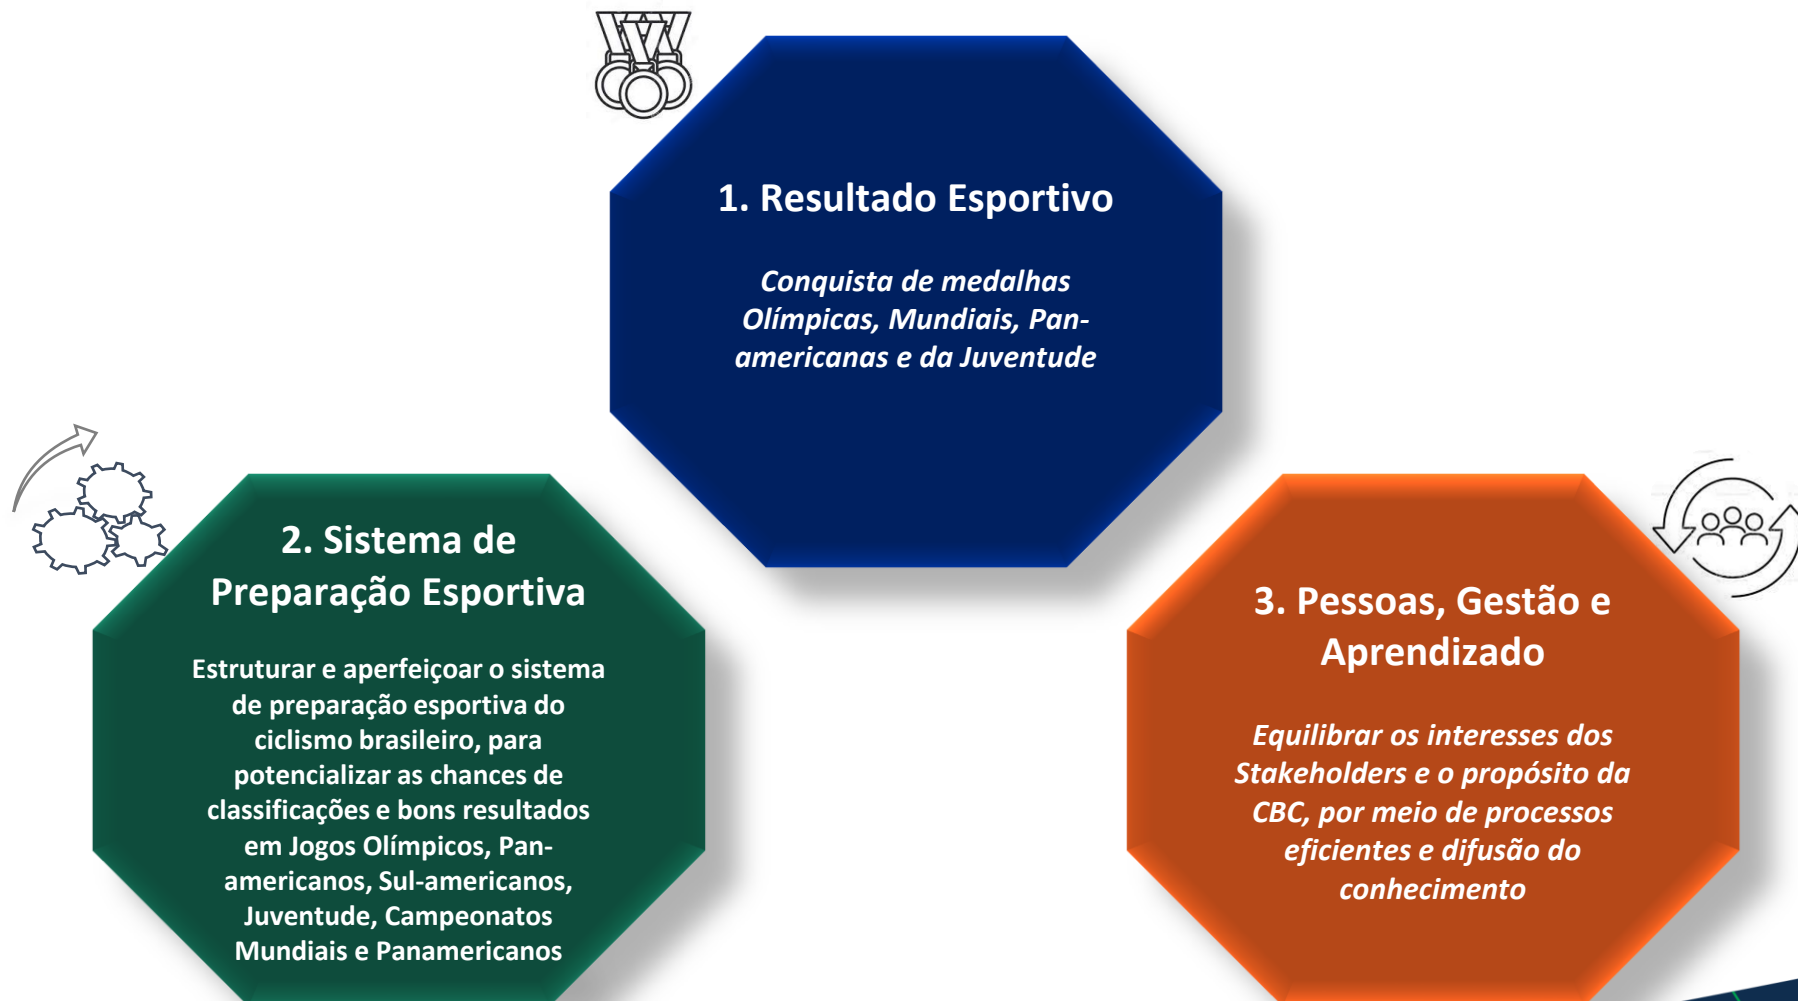 1. Resultado Esportivo
Conquista de medalhas
Olímpicas, Mundiais, Pan-
americanas e da Juventude
2. Sistema de
Preparação Esportiva
Estruturar e aperfeiçoar o sistema
de preparação esportiva do
ciclismo brasileiro, para
potencializar as chances de
classificações e bons resultados
em Jogos Olímpicos, Pan-
americanos, Sul-americanos,
Juventude, Campeonatos
Mundiais e Panamericanos
3. Pessoas, Gestão e
Aprendizado
Equilibrar os interesses dos
Stakeholders e o propósito da
CBC, por meio de processos
eficientes e difusão do
conhecimento